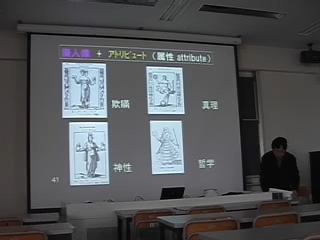 擬人像 + アトリビュート（属性 attribute）
欺瞞
真理
神性
哲学
41